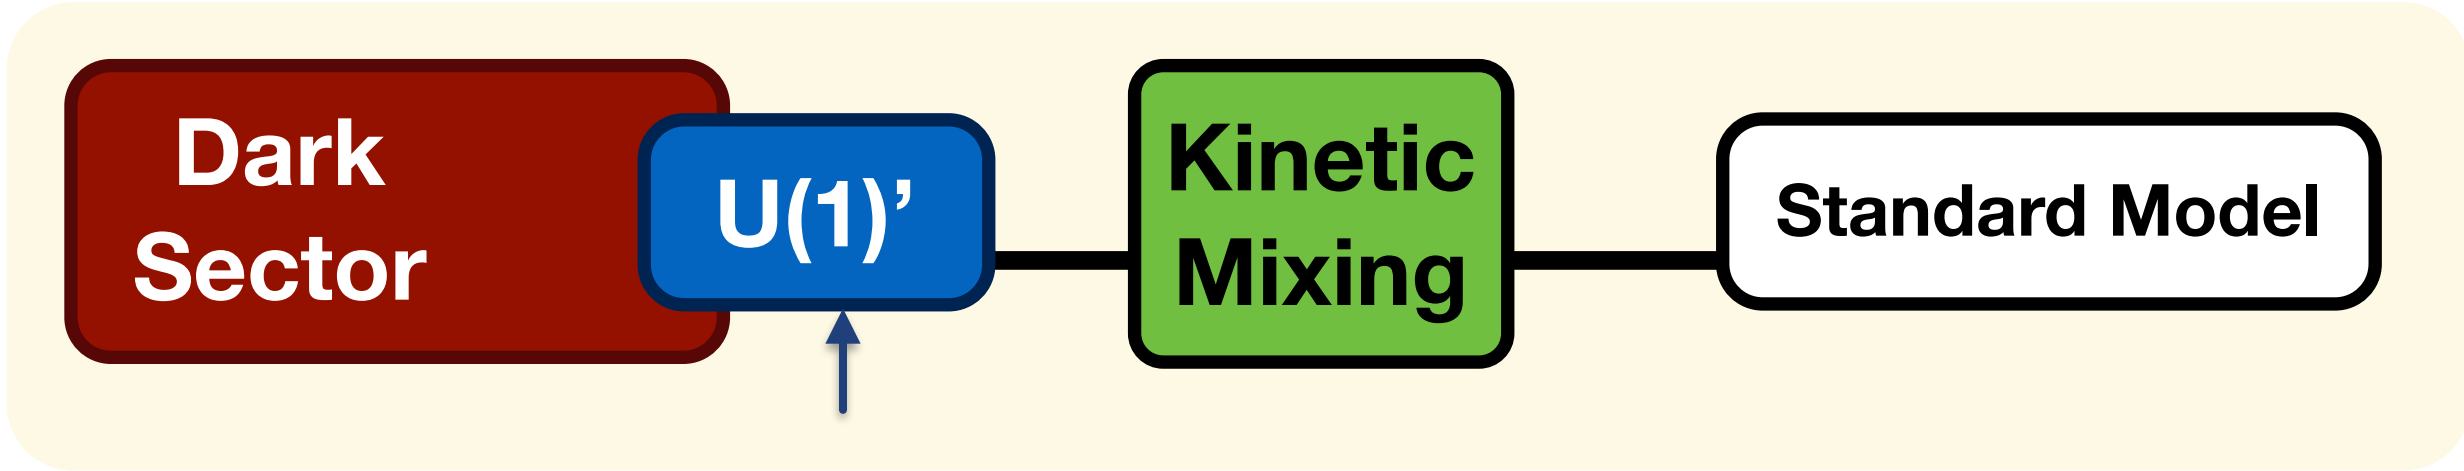 Dark
Sector
U(1)’
Kinetic
Mixing
Standard Model